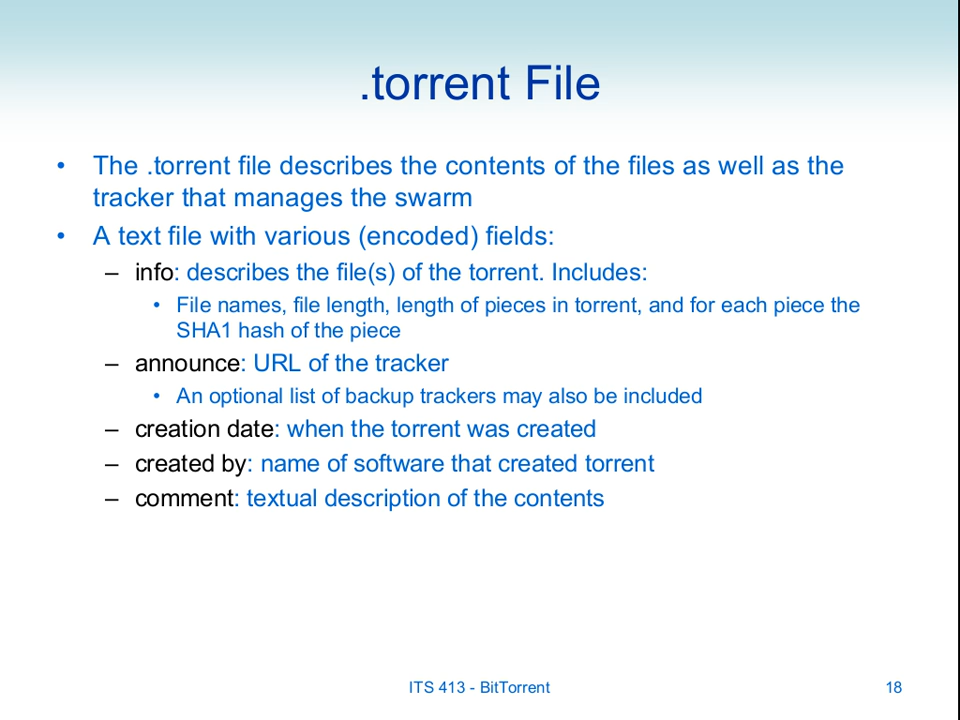 .torrent File
• The .torrent file describes the contents of the files as well as the
tracker that manages the swarm
• A text file with various (encoded) fields:
– info: describes the file(s) of the torrent. Includes:
• File names, file length, length of pieces in torrent, and for each piece the
SHA1 hash of the piece
– announce: URL of the tracker
• An optional list of backup trackers may also be included
– creation date: when the torrent was created
– created by: name of software that created torrent
– comment: textual description of the contents
ITS 413 - BitTorrent 18